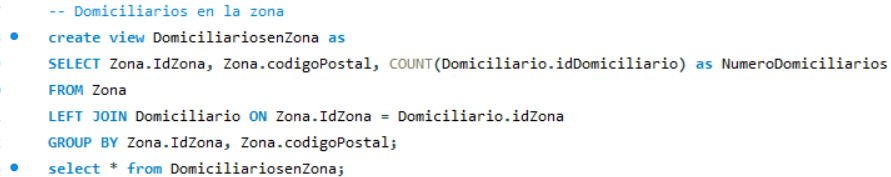 -- Domiciliarios en la zona
create view DomiciliariosenZona as
SELECT Zona.IdZona, Zona.codigoPostal, COUNT(Domiciliario.idDomiciliario) as NumeroDomiciliarios
FROM Zona
LEFT JOIN Domiciliario ON Zona.IdZona = Domiciliario.idZona
GROUP BY Zona.IdZona, Zona.codigoPostal;
select * from DomiciliariosenZona;